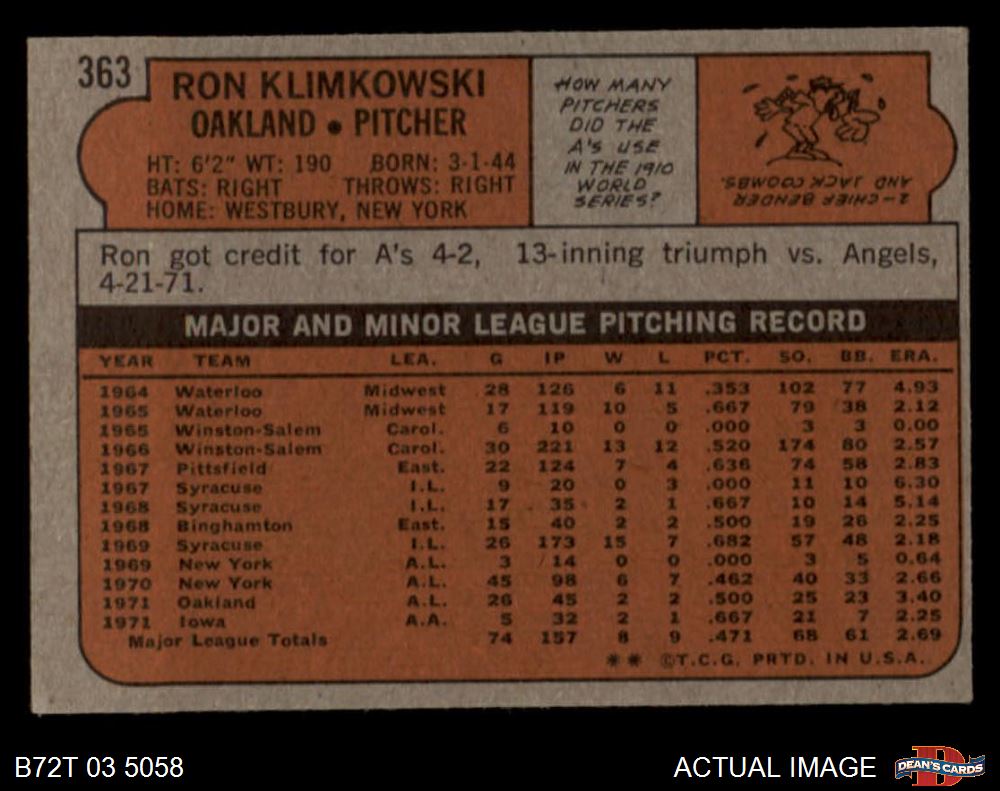 363
RON KLIMKOWSKI
OAKLAND • PITCHER
HT: 6'2" WT: 190 BORN: 3-1-44
BATS: RIGHT THROWS: RIGHT
HOME: WESTBURY, NEW YORK
HOW MANY
PITCHERS
DID THE
A'S USE
IN THE 1910
WORLD
SERIES?
2-CHIEF BENDER
AND JACK COOMBS.
Ron got credit for A's 4-2, 13-inning triumph vs. Angels,
4-21-71.
MAJOR AND MINOR LEAGUE PITCHING RECORD
YEAR TEAM LEA. G IP W L PCT. SO. BB. ERA.
1964 Waterloo Midwest 28 126 6 11 .353 102 77 4.93
1965 Waterloo Midwest 17 119 10 5 .667 79 38 2.12
1965 Winston-Salem Carol. 6 10 0 0 .000 3 3 0.00
1966 Winston-Salem Carol. 30 221 13 12 .520 174 80 2.57
1967 Pittsfield East. 22 124 7 4 .636 74 58 2.83
1967 Syracuse I.L. 9 20 0 3 .000 11 10 6.30
1968 Syracuse I.L. 17 35 2 1 .667 10 14 5.14
1968 Binghamton East. 15 40 2 2 .500 19 26 2.25
1969 Syracuse I.L. 26 173 15 7 .682 57 48 2.18
1969 New York A.L. 3 14 0 0 .000 3 5 0.64
1970 New York A.L. 45 98 6 7 .462 40 33 2.66
1971 Oakland A.L. 26 45 2 2 .500 25 23 3.40
1971 Iowa A.A. 5 32 2 1 .667 21 7 2.25
Major League Totals 74 157 8 9 .471 68 61 2.69
** ©T.C.G. PRTD. IN U.S.A.
B72T 03 5058
ACTUAL IMAGE
D
DEAN'S CARDS